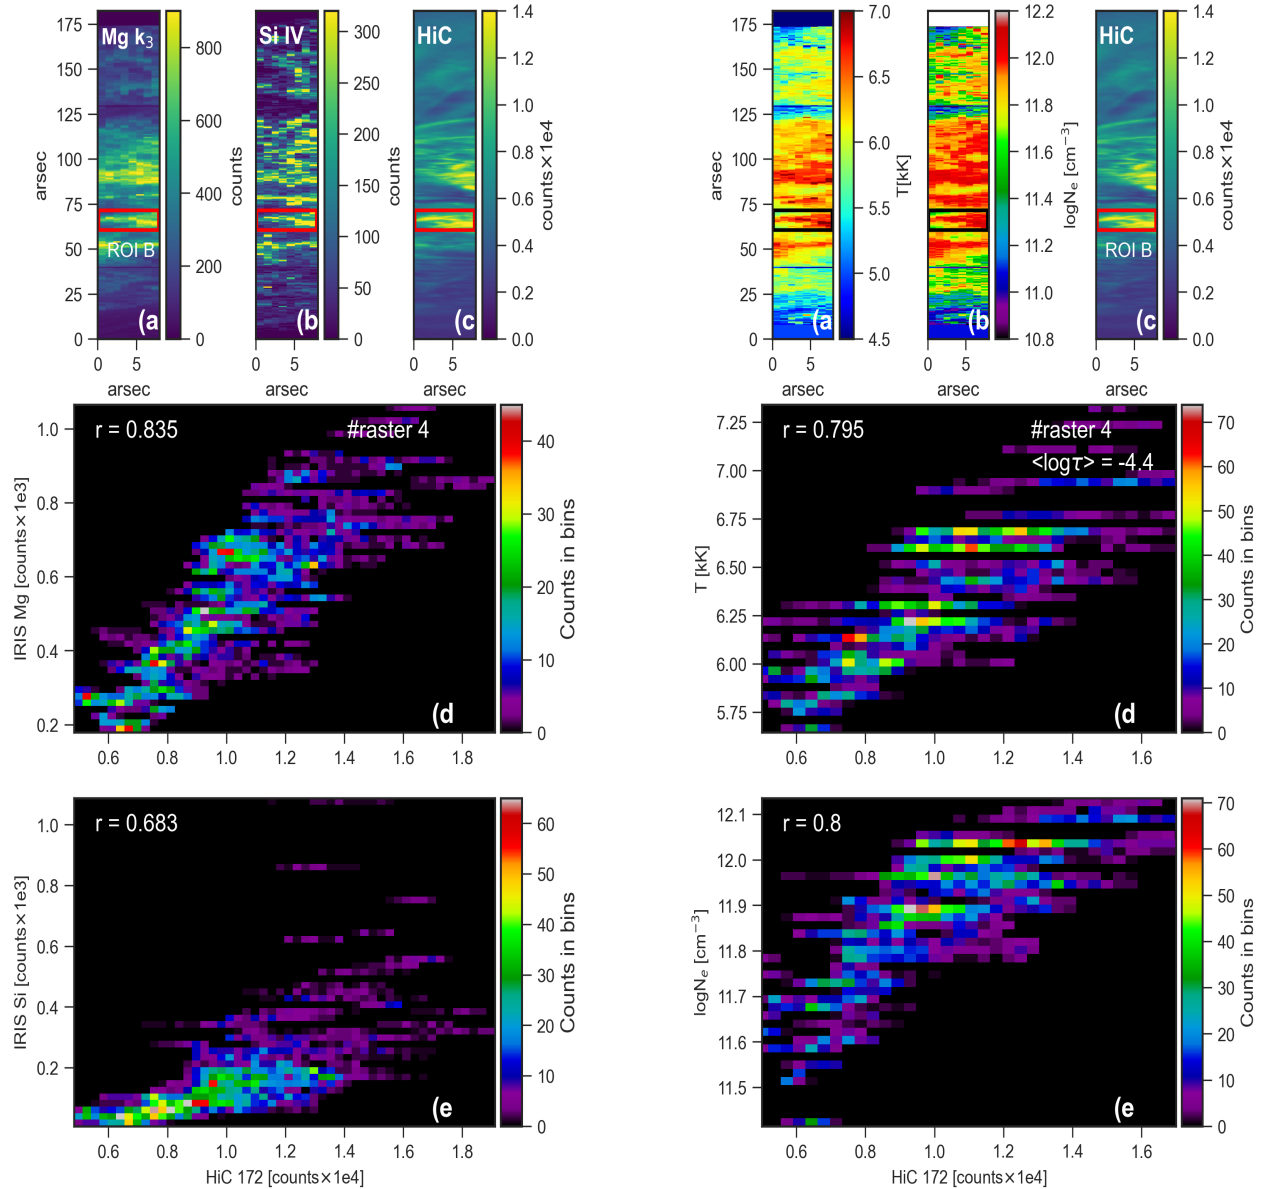 175
150
125
100
75
50
25
0
arsec
Mg k3
ROI B
(a
0 5
arsec
800
600
400
200
0
counts
Si IV
(b
5
arsec
300
250
200
150
100
50
0
counts
HiC
(c
0 5
arsec
1.4
1.2
1.0
0.8
0.6
0.4
0.2
0.0
counts×1e4
175
150
125
100
75
50
25
0
arsec
(a
0 5
arsec
7.0
6.5
6.0
5.5
5.0
4.5
T[kK]
(b
0 5
arsec
12.2
12.0
11.8
11.6
11.4
11.2
11.0
10.8
logNe [cm−3]
HiC
ROI B
(c
0 5
arsec
1.4
1.2
1.0
0.8
0.6
0.4
0.2
0.0
counts×1e4
r = 0.835
#raster 4
(d
1.0
0.8
0.6
0.4
0.2
IRIS Mg [counts×1e3]
0.6 0.8 1.0 1.2 1.4 1.6 1.8
40
30
20
10
0
Counts in bins
r = 0.795
#raster 4
<logτ> = -4.4
(d
7.25
7.00
6.75
6.50
6.25
6.00
5.75
T [kK]
0.6 0.8 1.0 1.2 1.4 1.6
70
60
50
40
30
20
10
0
Counts in bins
r = 0.683
(e
1.0
0.8
0.6
0.4
0.2
IRIS Si [counts×1e3]
0.6 0.8 1.0 1.2 1.4 1.6 1.8
HiC 172 [counts×1e4]
60
50
40
30
20
10
0
Counts in bins
r = 0.8
(e
12.1
12.0
11.9
11.8
11.7
11.6
11.5
logNe [cm−3]
0.6 0.8 1.0 1.2 1.4 1.6
HiC 172 [counts×1e4]
70
60
50
40
30
20
10
0
Counts in bins